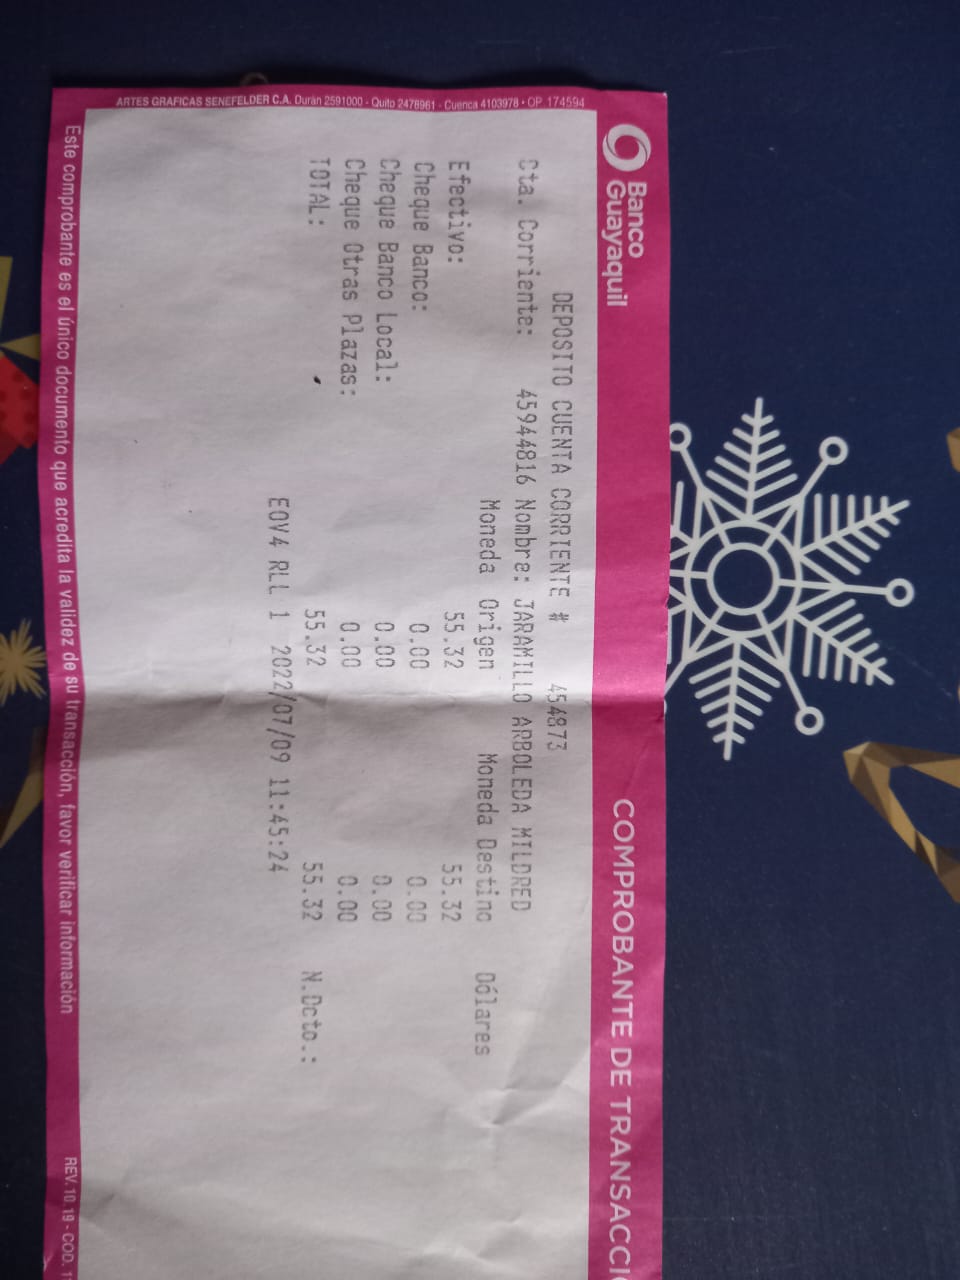 Banco
Guayaquil
COMPROBANTE DE TRANSACCI
DEPOSITO CUENTA CORRIENTE # 454873
Cta. Corriente: 45944816 Nombre: JARAMILLO ARBOLEDA MILDRED
Moneda Origen Moneda Destino Dólares
Efectivo: 55.32 55.32
Cheque Banco: 0.00 0.00
Cheque Banco Local: 0.00 0.00
Cheque Otras Plazas: 0.00 0.00
TOTAL: 55.32 55.32 N.Dcto.:
EOV4 RLL 1 2022/07/09 11:45:24
Este comprobante es el único documento que acredita la validez de su transacción, favor verificar información
REV.10.19 - COD. 1
ARTES GRAFICAS SENEFELDER C.A. Durán 2591000 - Quito 2478961 - Cuenca 4103978 • OP. 174594